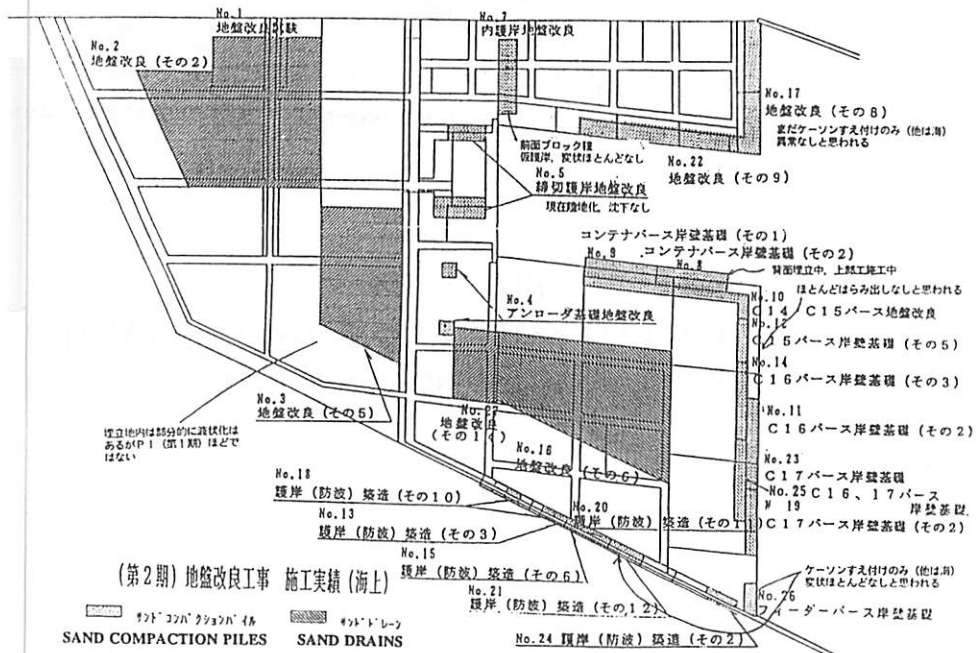 No.1
地盤改良試験
No.2
地盤改良(その2)
No.7
内護岸地盤改良
No.17
地盤改良(その8)
まだケーソンすえ付けのみ(他は海)
異常なしと思われる
前面ブロック積
仮護岸、変状ほとんどなし
No.22
地盤改良(その9)
No.5
締切護岸地盤改良
現在陸地化、沈下なし
コンテナバース岸壁基礎(その1)
No.9
コンテナバース岸壁基礎(その2)
No.8
背面埋立中、上部工施工中
ほとんどはらみ出しなしと思われる
No.10
C14、C15バース地盤改良
No.12
C15バース岸壁基礎(その5)
No.4
アンローダ基礎地盤改良
No.14
C16バース岸壁基礎(その3)
No.3
地盤改良(その5)
No.11
C16バース岸壁基礎(その2)
埋立地内は部分的に液状化は
あるがPI(第1期)ほどで
はない
地盤改良
No.16
地盤改良(その6)
No.23
C17バース岸壁基礎
No.25 C16、17バース
岸壁基礎
No.18
護岸(防波)築造(その10)
19
C17バース岸壁基礎(その2)
No.13
護岸(防波)築造(その3)
No.20
護岸(防波)築造(その11)
No.15
護岸(防波)築造(その6)
ケーソンすえ付けのみ(他は海)
変状ほとんどなしと思われる
No.21
護岸(防波)築造(その12)
No.26
フィーダーバース岸壁基礎
No.24 護岸(防波)築造(その2)
(第2期)地盤改良工事 施工実績(海上)
サンドコンパクションパイル
SAND COMPACTION PILES
サンドドレーン
SAND DRAINS